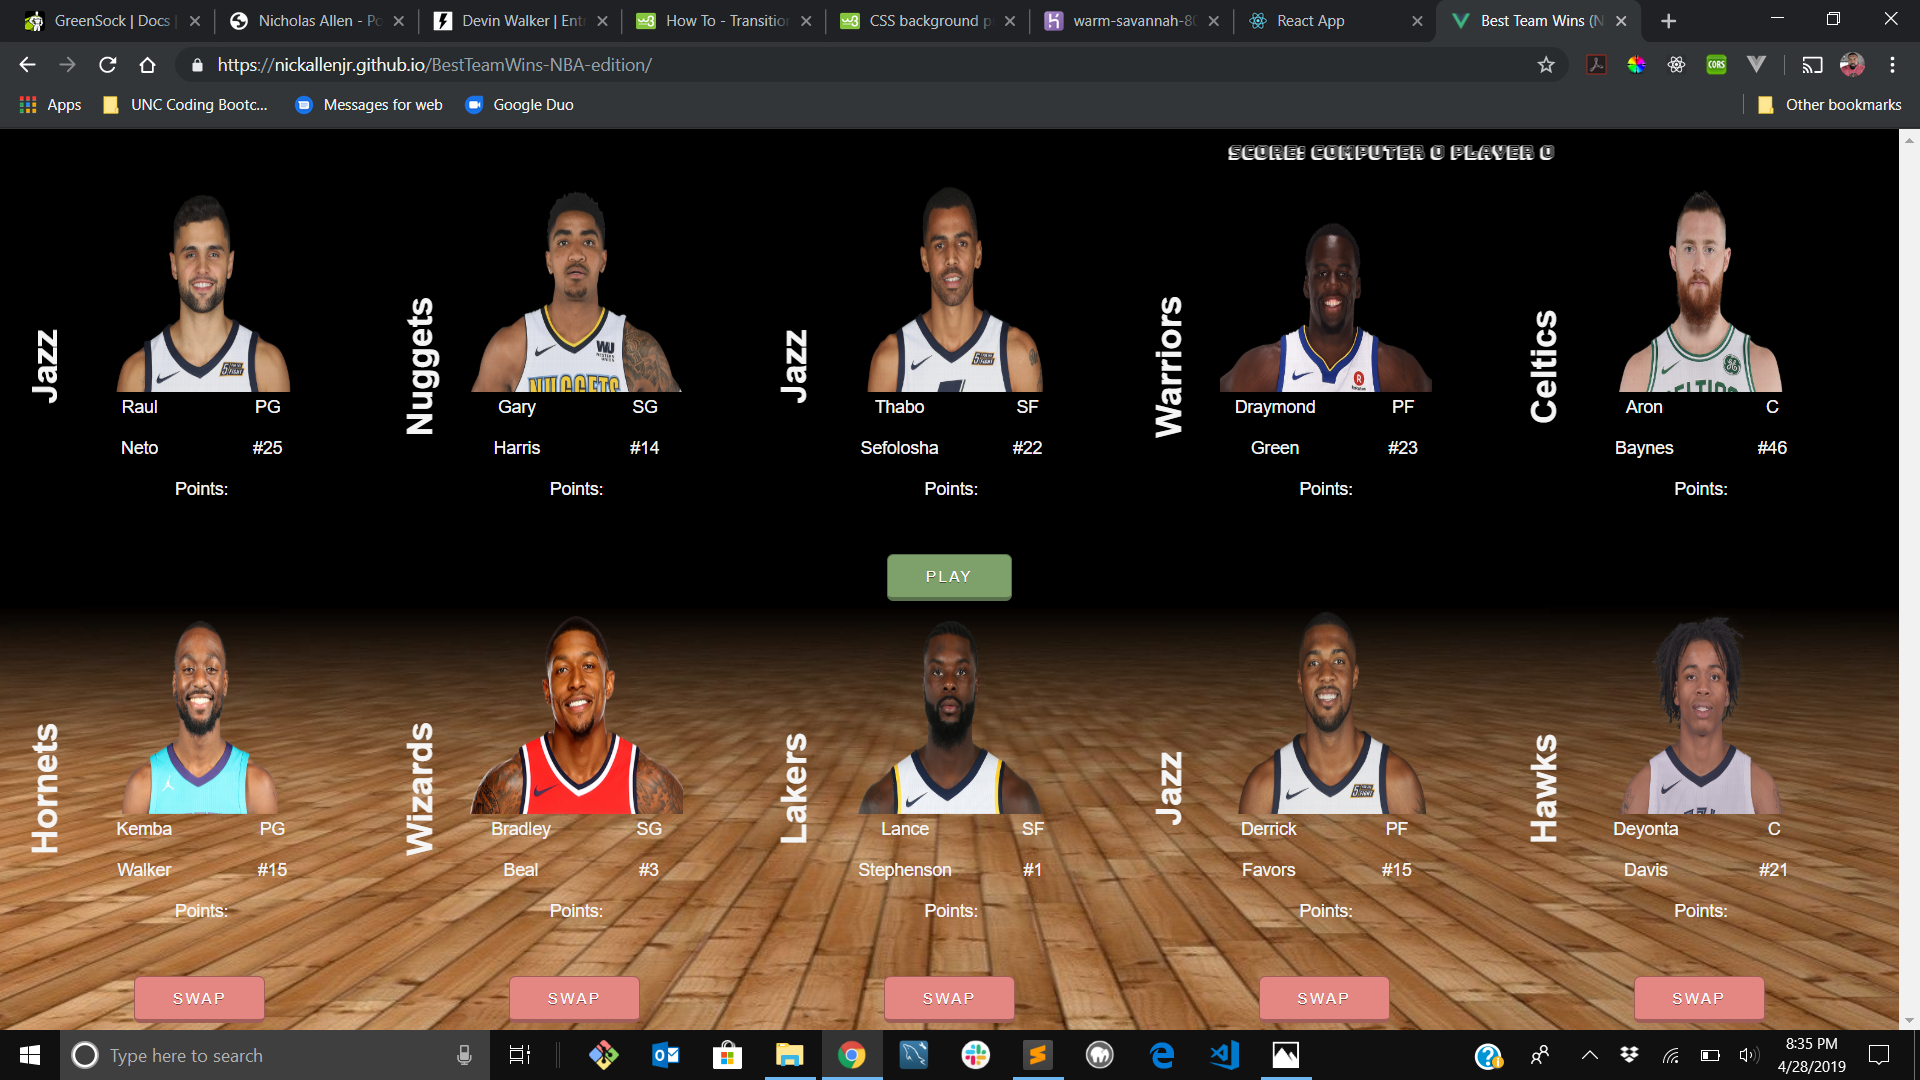 GreenSock | Docs
Nicholas Allen - Po
Devin Walker | Ent
How To - Transition
CSS background p
warm-savannah-80
React App
Best Team Wins (N
https://nickallenjr.github.io/BestTeamWins-NBA-edition/
CORS
Apps
UNC Coding Bootc...
Messages for web
Google Duo
Other bookmarks
SCORE: COMPUTER 0 PLAYER 0
Jazz
Raul PG
Neto #25
Points:
Nuggets
NUGGETS
Gary SG
Harris #14
Points:
Jazz
Thabo SF
Sefolosha #22
Points:
Warriors
Draymond PF
Green #23
Points:
Celtics
Aron C
Baynes #46
Points:
PLAY
Hornets
Kemba PG
Walker #15
Points:
SWAP
Wizards
Bradley SG
Beal #3
Points:
SWAP
Lakers
Lance SF
Stephenson #1
Points:
SWAP
Jazz
Derrick PF
Favors #15
Points:
SWAP
Hawks
Deyonta C
Davis #21
Points:
SWAP
Type here to search
8:35 PM
4/28/2019